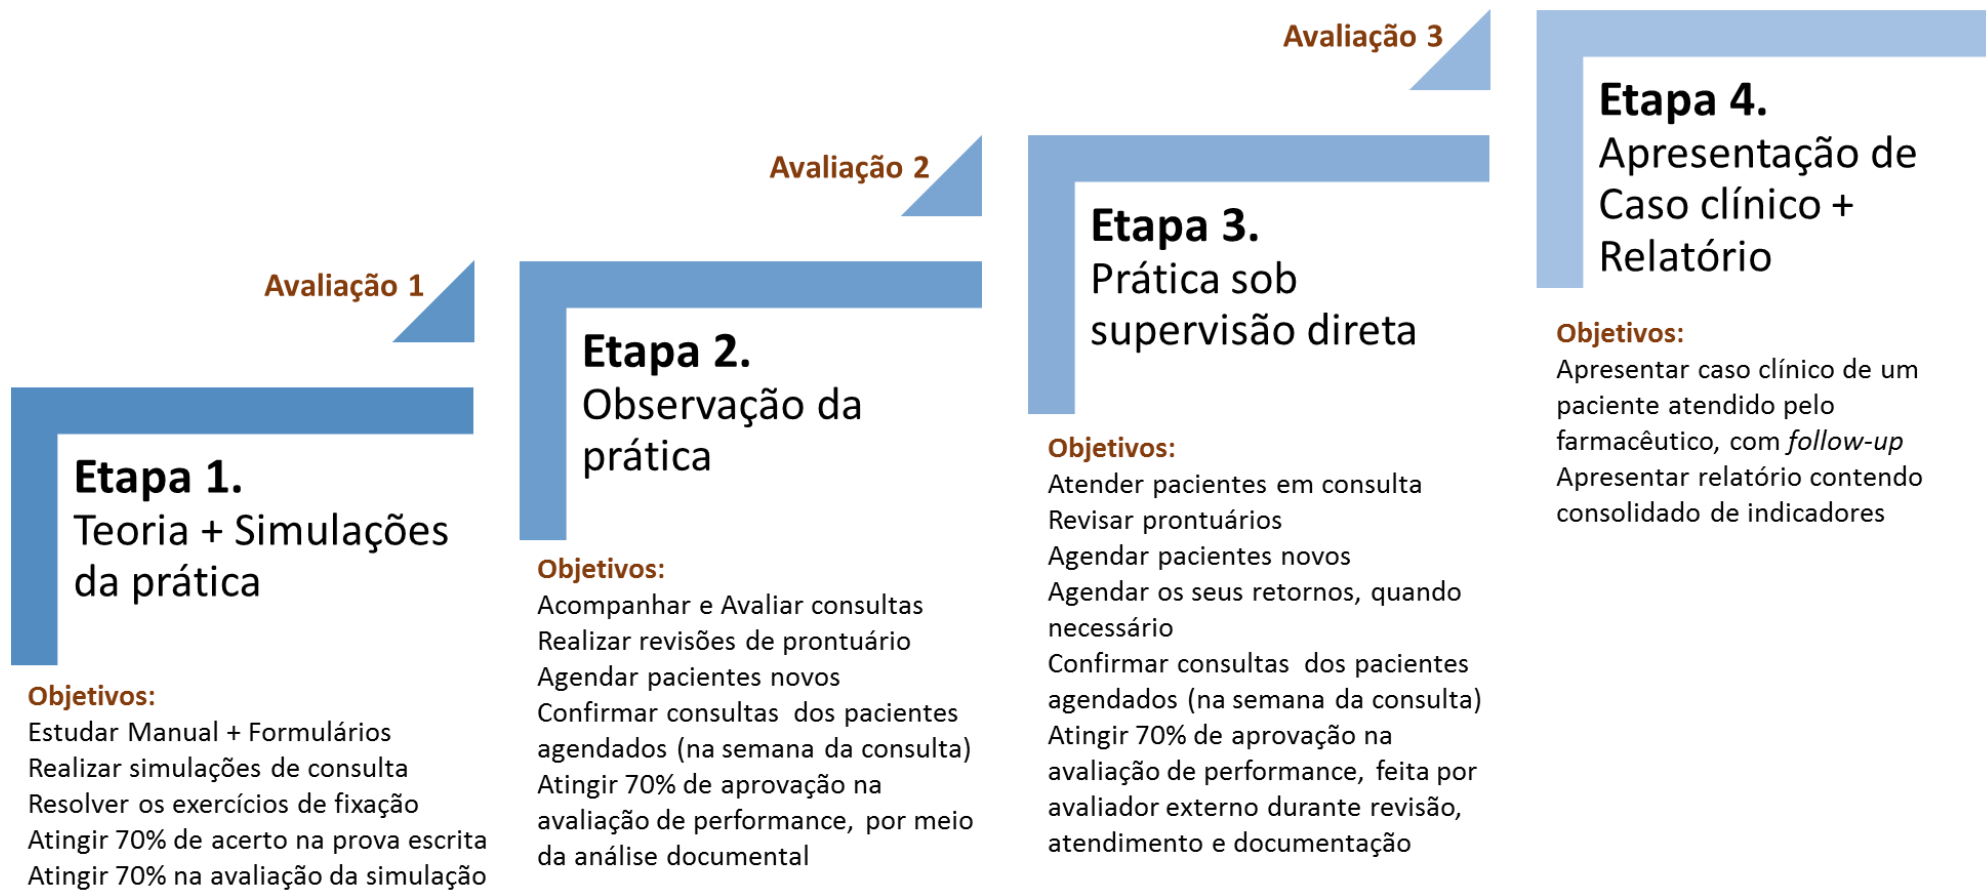 Etapa 1.
Teoria + Simulações
da prática
Objetivos:
Estudar Manual + Formulários
Realizar simulações de consulta
Resolver os exercícios de fixação
Atingir 70% de acerto na prova escrita
Atingir 70% na avaliação da simulação
Avaliação 1
Etapa 2.
Observação da
prática
Objetivos:
Acompanhar e Avaliar consultas
Realizar revisões de prontuário
Agendar pacientes novos
Confirmar consultas dos pacientes
agendados (na semana da consulta)
Atingir 70% de aprovação na
avaliação de performance, por meio
da análise documental
Avaliação 2
Etapa 3.
Prática sob
supervisão direta
Objetivos:
Atender pacientes em consulta
Revisar prontuários
Agendar pacientes novos
Agendar os seus retornos, quando
necessário
Confirmar consultas dos pacientes
agendados (na semana da consulta)
Atingir 70% de aprovação na
avaliação de performance, feita por
avaliador externo durante revisão,
atendimento e documentação
Avaliação 3
Etapa 4.
Apresentação de
Caso clínico +
Relatório
Objetivos:
Apresentar caso clínico de um
paciente atendido pelo
farmacêutico, com follow-up
Apresentar relatório contendo
consolidado de indicadores